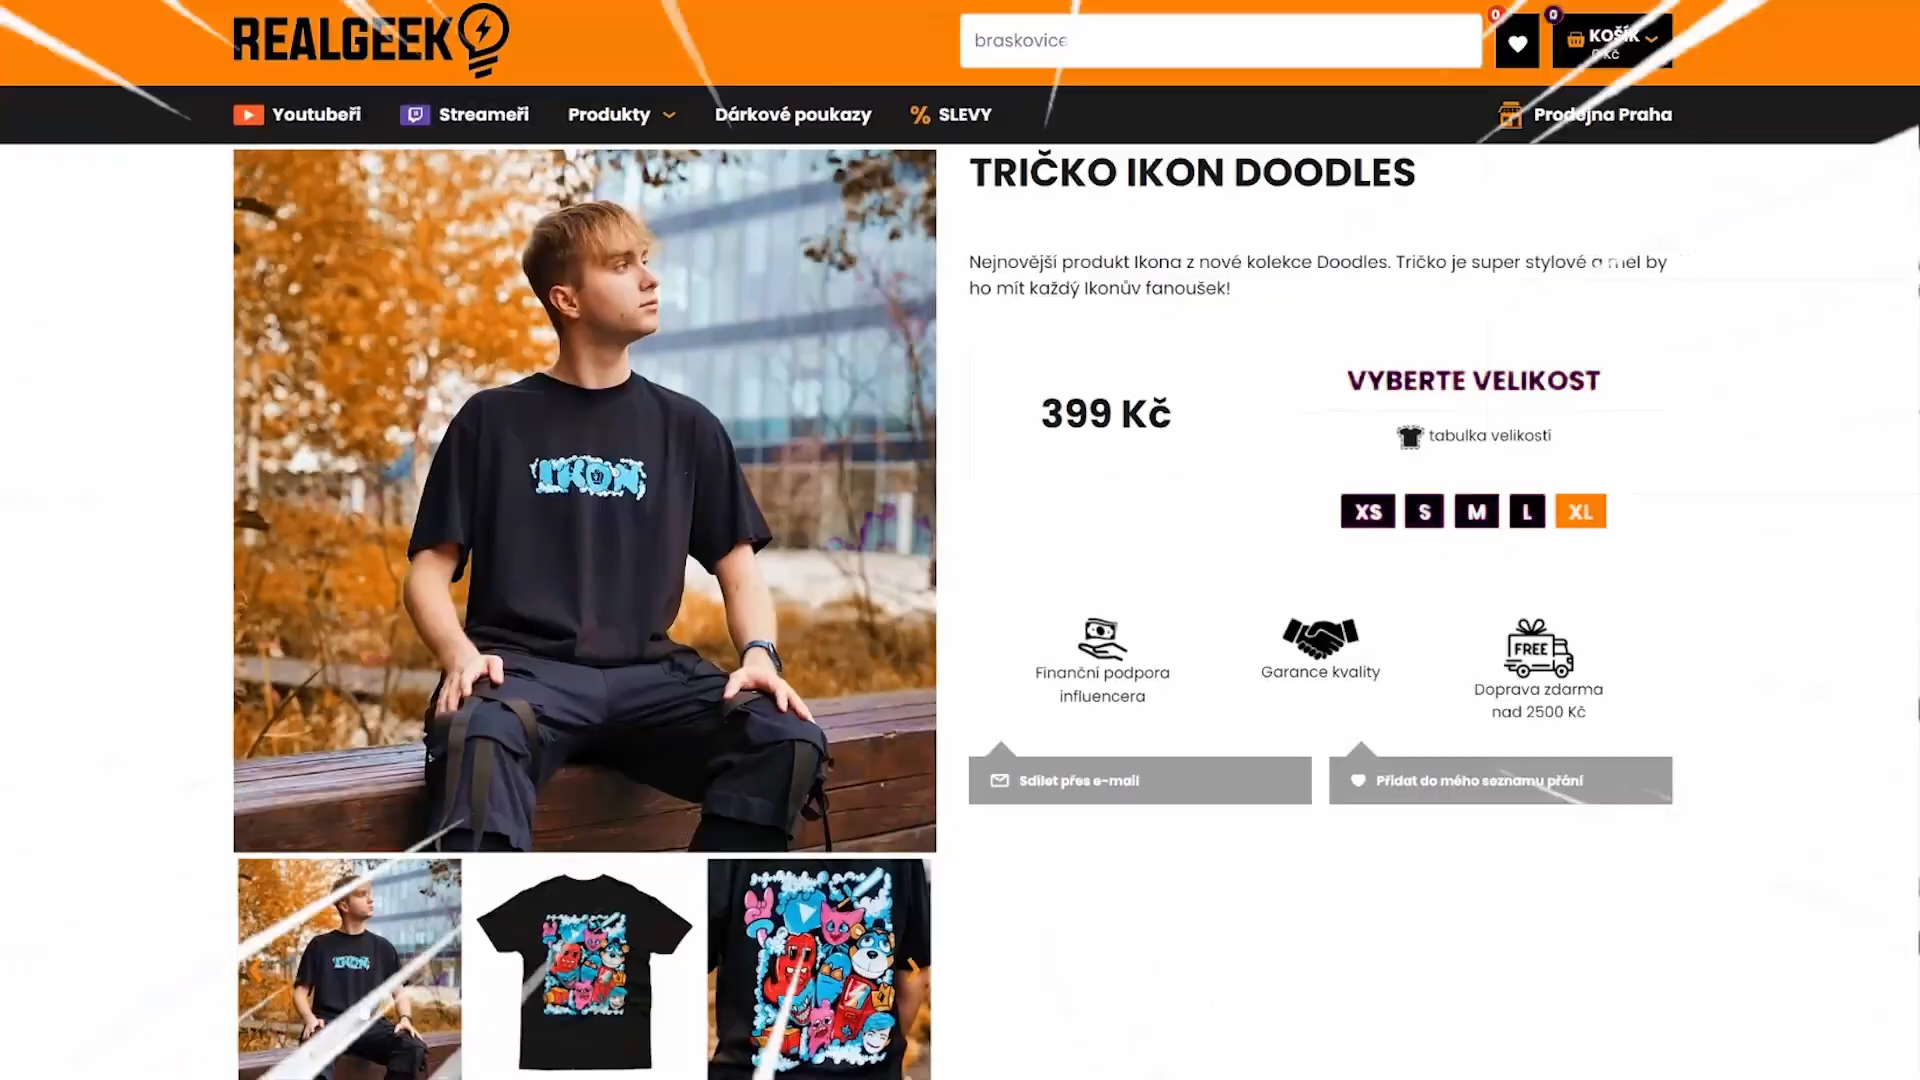 REALGEEK
braskovice
0
0
KOŠÍK
0 Kč
Youtubeři
Streameři
Produkty
Dárkové poukazy
% SLEVY
Prodejna Praha
TRIČKO IKON DOODLES
Nejnovější produkt Ikona z nové kolekce Doodles. Tričko je super stylové a měl by
ho mít každý Ikonův fanoušek!
399 Kč
VYBERTE VELIKOST
tabulka velikostí
XS S M L XL
Finanční podpora
influencera
Garance kvality
FREE
Doprava zdarma
nad 2500 Kč
Sdílet přes e-mail
Přidat do mého seznamu přání
IKON
IKON